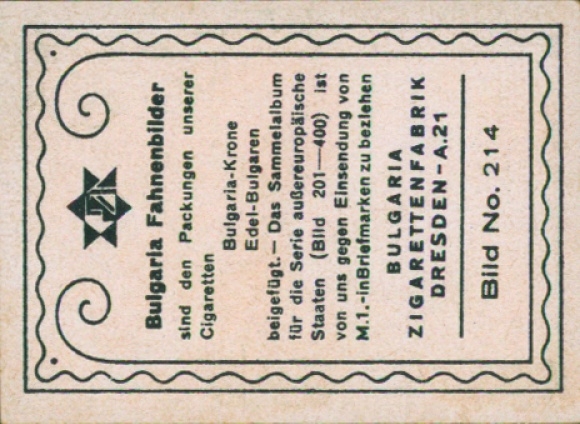 Bulgaria Fahnenbilder
sind den Packungen unserer
Cigaretten
Bulgaria-Krone
Edel-Bulgaren
beigefügt.— Das Sammelalbum
für die Serie außereuropäische
Staaten (Bild 201—400) ist
von uns gegen Einsendung von
M.1.-inBriefmarken zu beziehen
BULGARIA
ZIGARETTENFABRIK
DRESDEN-A.21
Bild No. 214